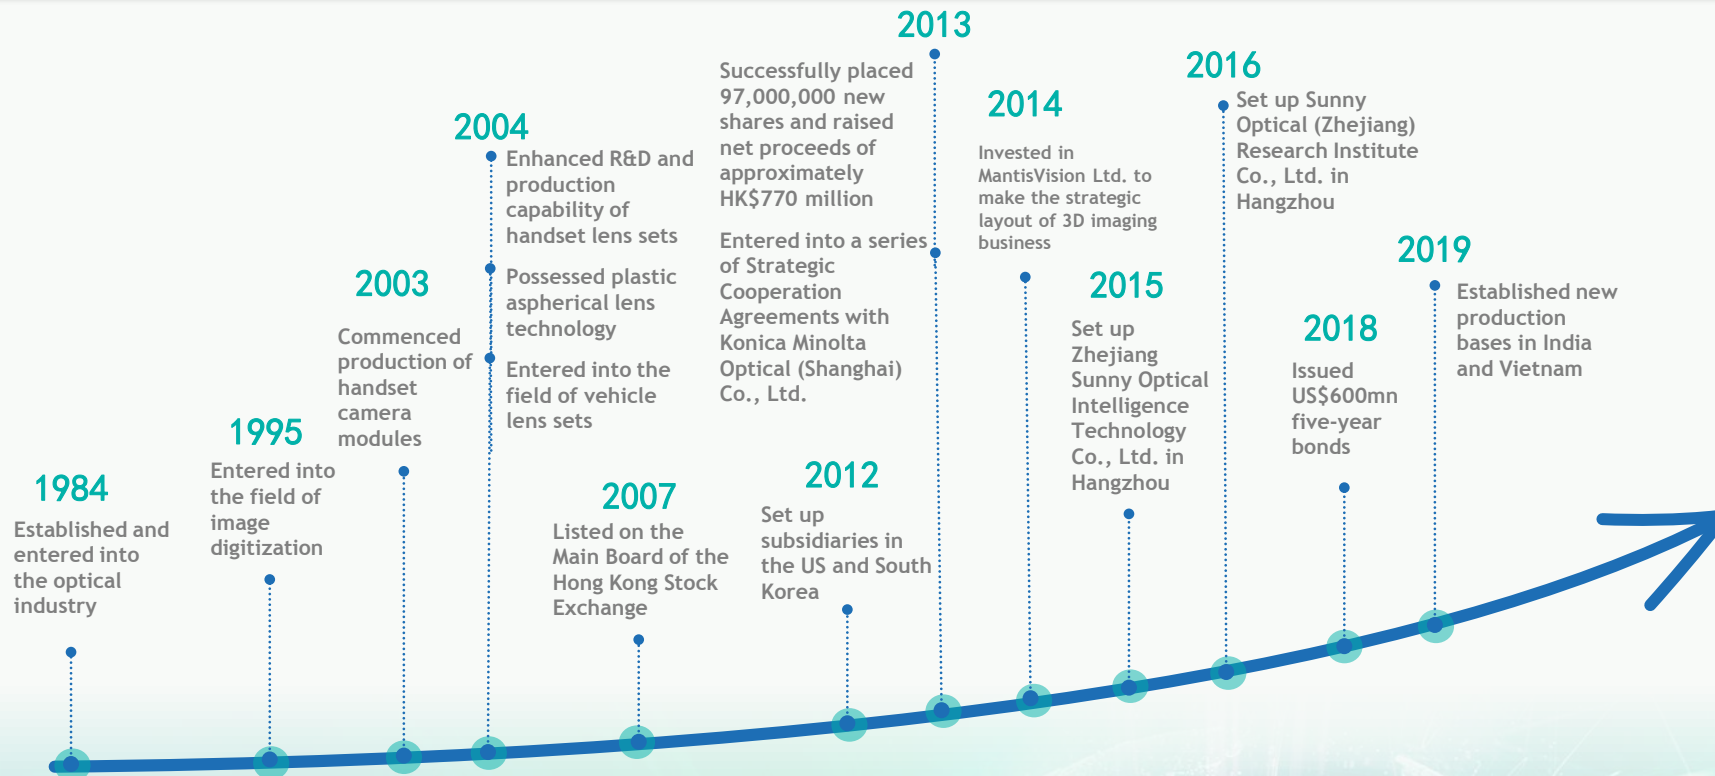 1984
Established and
entered into
the optical
industry
1995
Entered into
the field of
image
digitization
2003
Commenced
production of
handset
camera
modules
2004
Enhanced R&D and
production
capability of
handset lens sets
Possessed plastic
aspherical lens
technology
Entered into the
field of vehicle
lens sets
2007
Listed on the
Main Board of the
Hong Kong Stock
Exchange
2012
Set up
subsidiaries in
the US and South
Korea
2013
Successfully placed
97,000,000 new
shares and raised
net proceeds of
approximately
HK$770 million
Entered into a series
of Strategic
Cooperation
Agreements with
Konica Minolta
Optical (Shanghai)
Co., Ltd.
2014
Invested in
MantisVision Ltd. to
make the strategic
layout of 3D imaging
business
2015
Set up
Zhejiang
Sunny Optical
Intelligence
Technology
Co., Ltd. in
Hangzhou
2016
Set up Sunny
Optical (Zhejiang)
Research Institute
Co., Ltd. in
Hangzhou
2018
Issued
US$600mn
five-year
bonds
2019
Established new
production
bases in India
and Vietnam